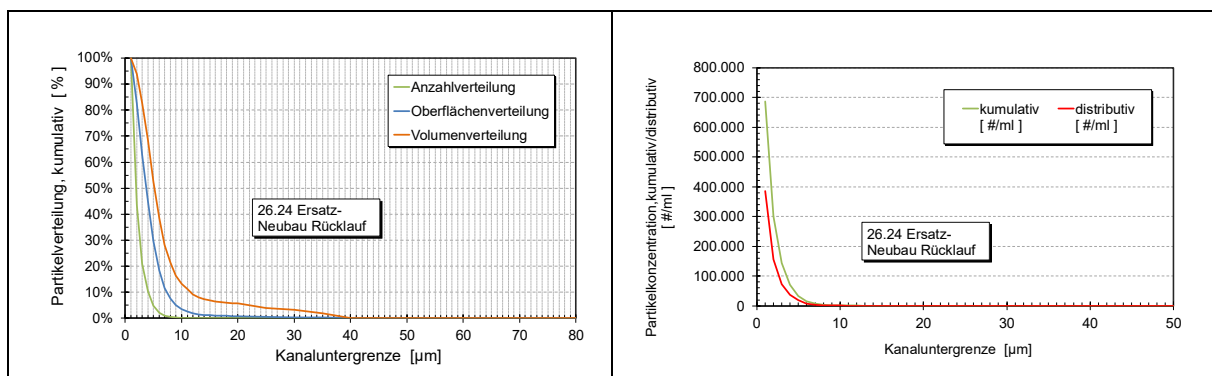 Partikelverteilung, kumulativ [ % ]
100%
90%
80%
70%
60%
50%
40%
30%
20%
10%
0%
Anzahlverteilung
Oberflächenverteilung
Volumenverteilung
26.24 Ersatz-
Neubau Rücklauf
0 10 20 30 40 50 60 70 80
Kanaluntergrenze [µm]
Partikelkonzentration,kumulativ/distributiv
[ #/ml ]
800.000
700.000
600.000
500.000
400.000
300.000
200.000
100.000
0
kumulativ
[ #/ml ]
distributiv
[ #/ml ]
26.24 Ersatz-
Neubau Rücklauf
0 10 20 30 40 50
Kanaluntergrenze [µm]